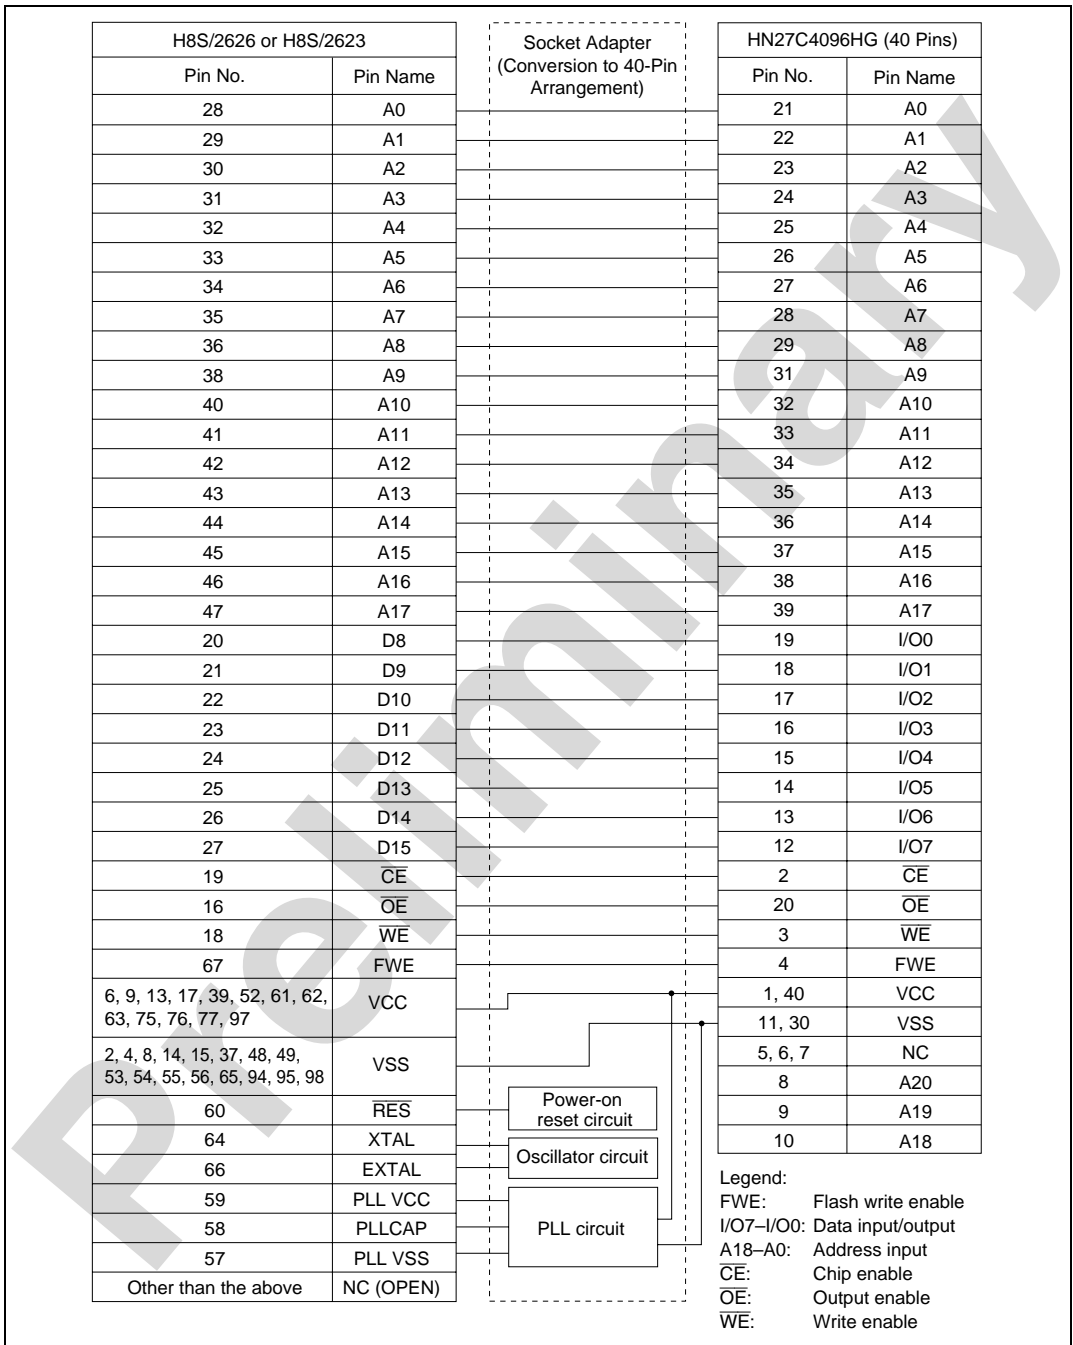 H8S/2626 or H8S/2623
Pin No. Pin Name
28 A0
29 A1
30 A2
31 A3
32 A4
33 A5
34 A6
35 A7
36 A8
38 A9
40 A10
41 A11
42 A12
43 A13
44 A14
45 A15
46 A16
47 A17
20 D8
21 D9
22 D10
23 D11
24 D12
25 D13
26 D14
27 D15
19 C̅E̅
16 O̅E̅
18 W̅E̅
67 FWE
6, 9, 13, 17, 39, 52, 61, 62,
63, 75, 76, 77, 97
VCC
2, 4, 8, 14, 15, 37, 48, 49,
53, 54, 55, 56, 65, 94, 95, 98
VSS
60 R̅E̅S̅
64 XTAL
66 EXTAL
59 PLL VCC
58 PLLCAP
57 PLL VSS
Other than the above NC (OPEN)
Socket Adapter
(Conversion to 40-Pin
Arrangement)
Power-on
reset circuit
Oscillator circuit
PLL circuit
HN27C4096HG (40 Pins)
Pin No. Pin Name
21 A0
22 A1
23 A2
24 A3
25 A4
26 A5
27 A6
28 A7
29 A8
31 A9
32 A10
33 A11
34 A12
35 A13
36 A14
37 A15
38 A16
39 A17
19 I/O0
18 I/O1
17 I/O2
16 I/O3
15 I/O4
14 I/O5
13 I/O6
12 I/O7
2 C̅E̅
20 O̅E̅
3 W̅E̅
4 FWE
1, 40 VCC
11, 30 VSS
5, 6, 7 NC
8 A20
9 A19
10 A18
Legend:
FWE: Flash write enable
I/O7–I/O0: Data input/output
A18–A0: Address input
C̅E̅: Chip enable
O̅E̅: Output enable
W̅E̅: Write enable
Preliminary